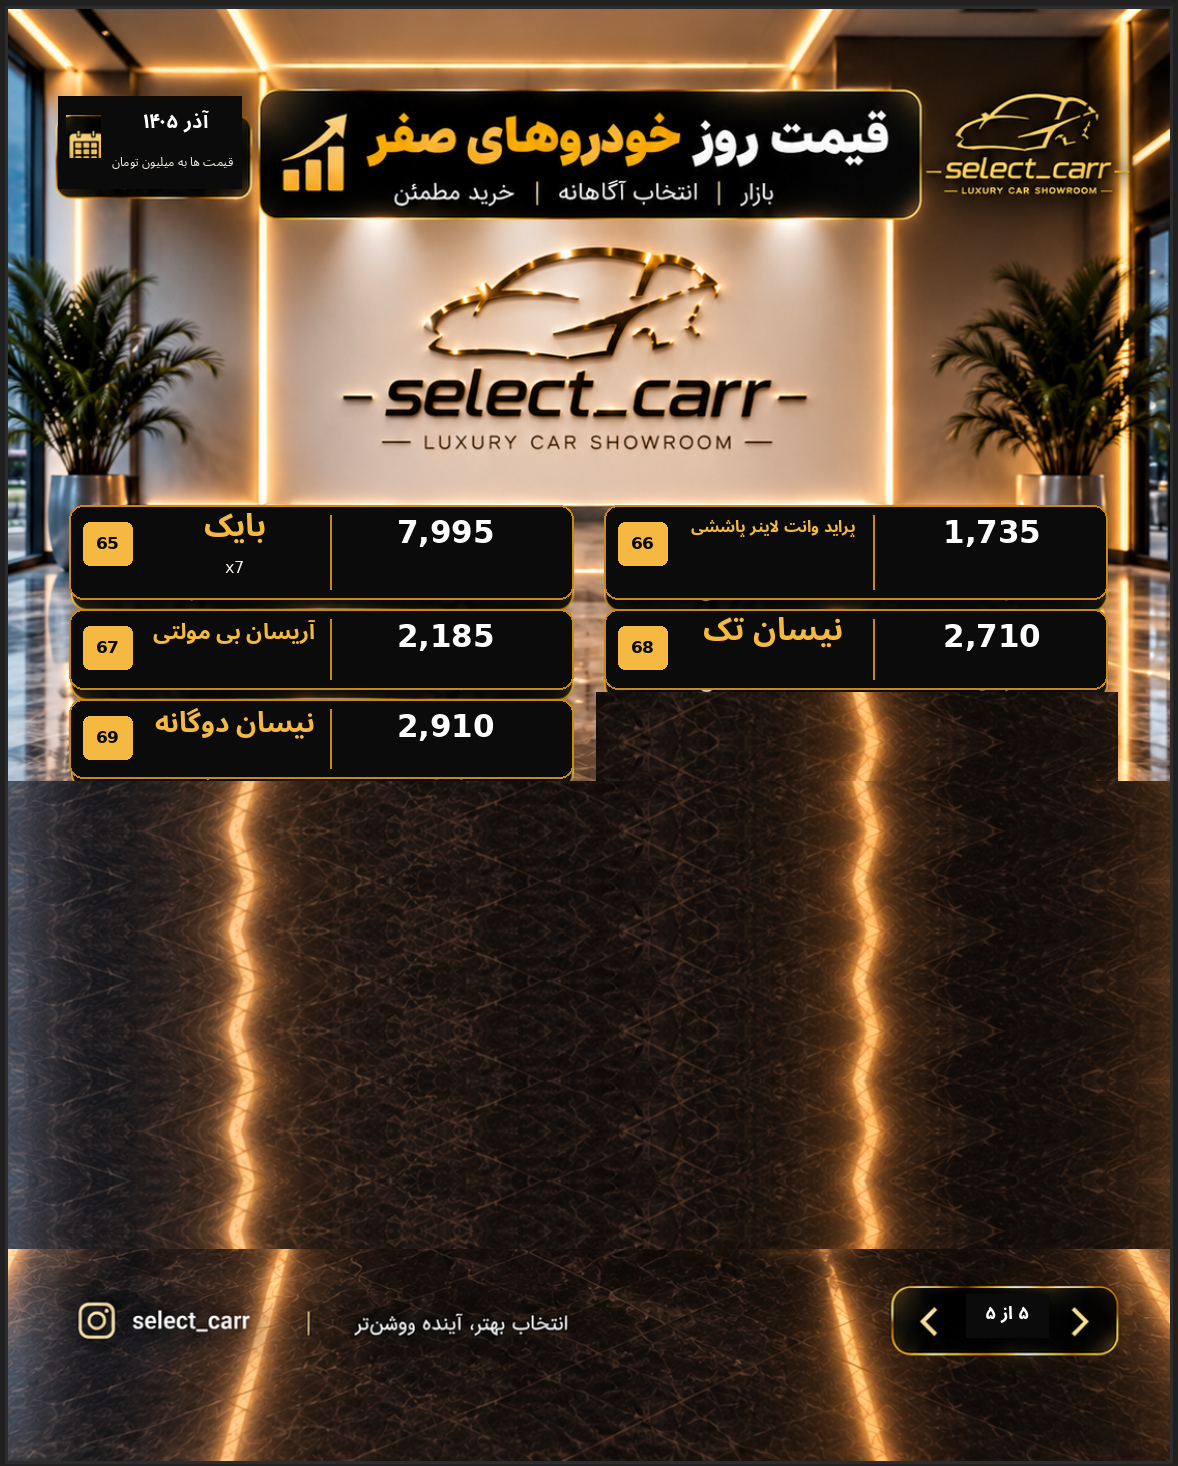 آذر ۱۴۰۵
قیمت ها به میلیون تومان
قیمت روز خودروهای صفر
بازار | انتخاب آگاهانه | خرید مطمئن
select_carr
LUXURY CAR SHOWROOM
select_carr
LUXURY CAR SHOWROOM
65 بایک 7,995
x7
66 پراید وانت لاینر پاششی 1,735
67 آریسان بی مولتی 2,185
68 نیسان تک 2,710
69 نیسان دوگانه 2,910
select_carr | انتخاب بهتر، آینده ووشن‌تر
۵ از ۵